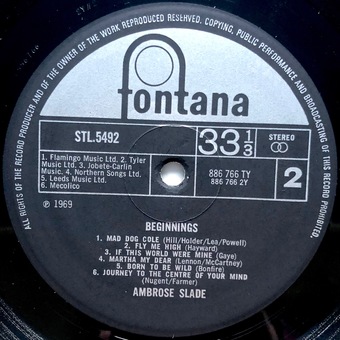 ALL RIGHTS OF THE RECORD PRODUCER AND OF THE OWNER OF THE WORK REPRODUCED RESERVED. COPYING, PUBLIC PERFORMANCE AND BROADCASTING OF THIS RECORD PROHIBITED.
fontana
STL.5492
33 1/3
STEREO
1. Flamingo Music Ltd. 2. Tyler
Music Ltd. 3. Jobete-Carlin
Music. 4. Northern Songs Ltd.
5. Leeds Music Ltd.
6. Mecolico
886 766 TY
886 766 2Y
2
℗ 1969
BEGINNINGS
1. MAD DOG COLE (Hill/Holder/Lea/Powell)
2. FLY ME HIGH (Hayward)
3. IF THIS WORLD WERE MINE (Gaye)
4. MARTHA MY DEAR (Lennon/McCartney)
5. BORN TO BE WILD (Bonfire)
6. JOURNEY TO THE CENTRE OF YOUR MIND
(Nugent/Farmer)
AMBROSE SLADE